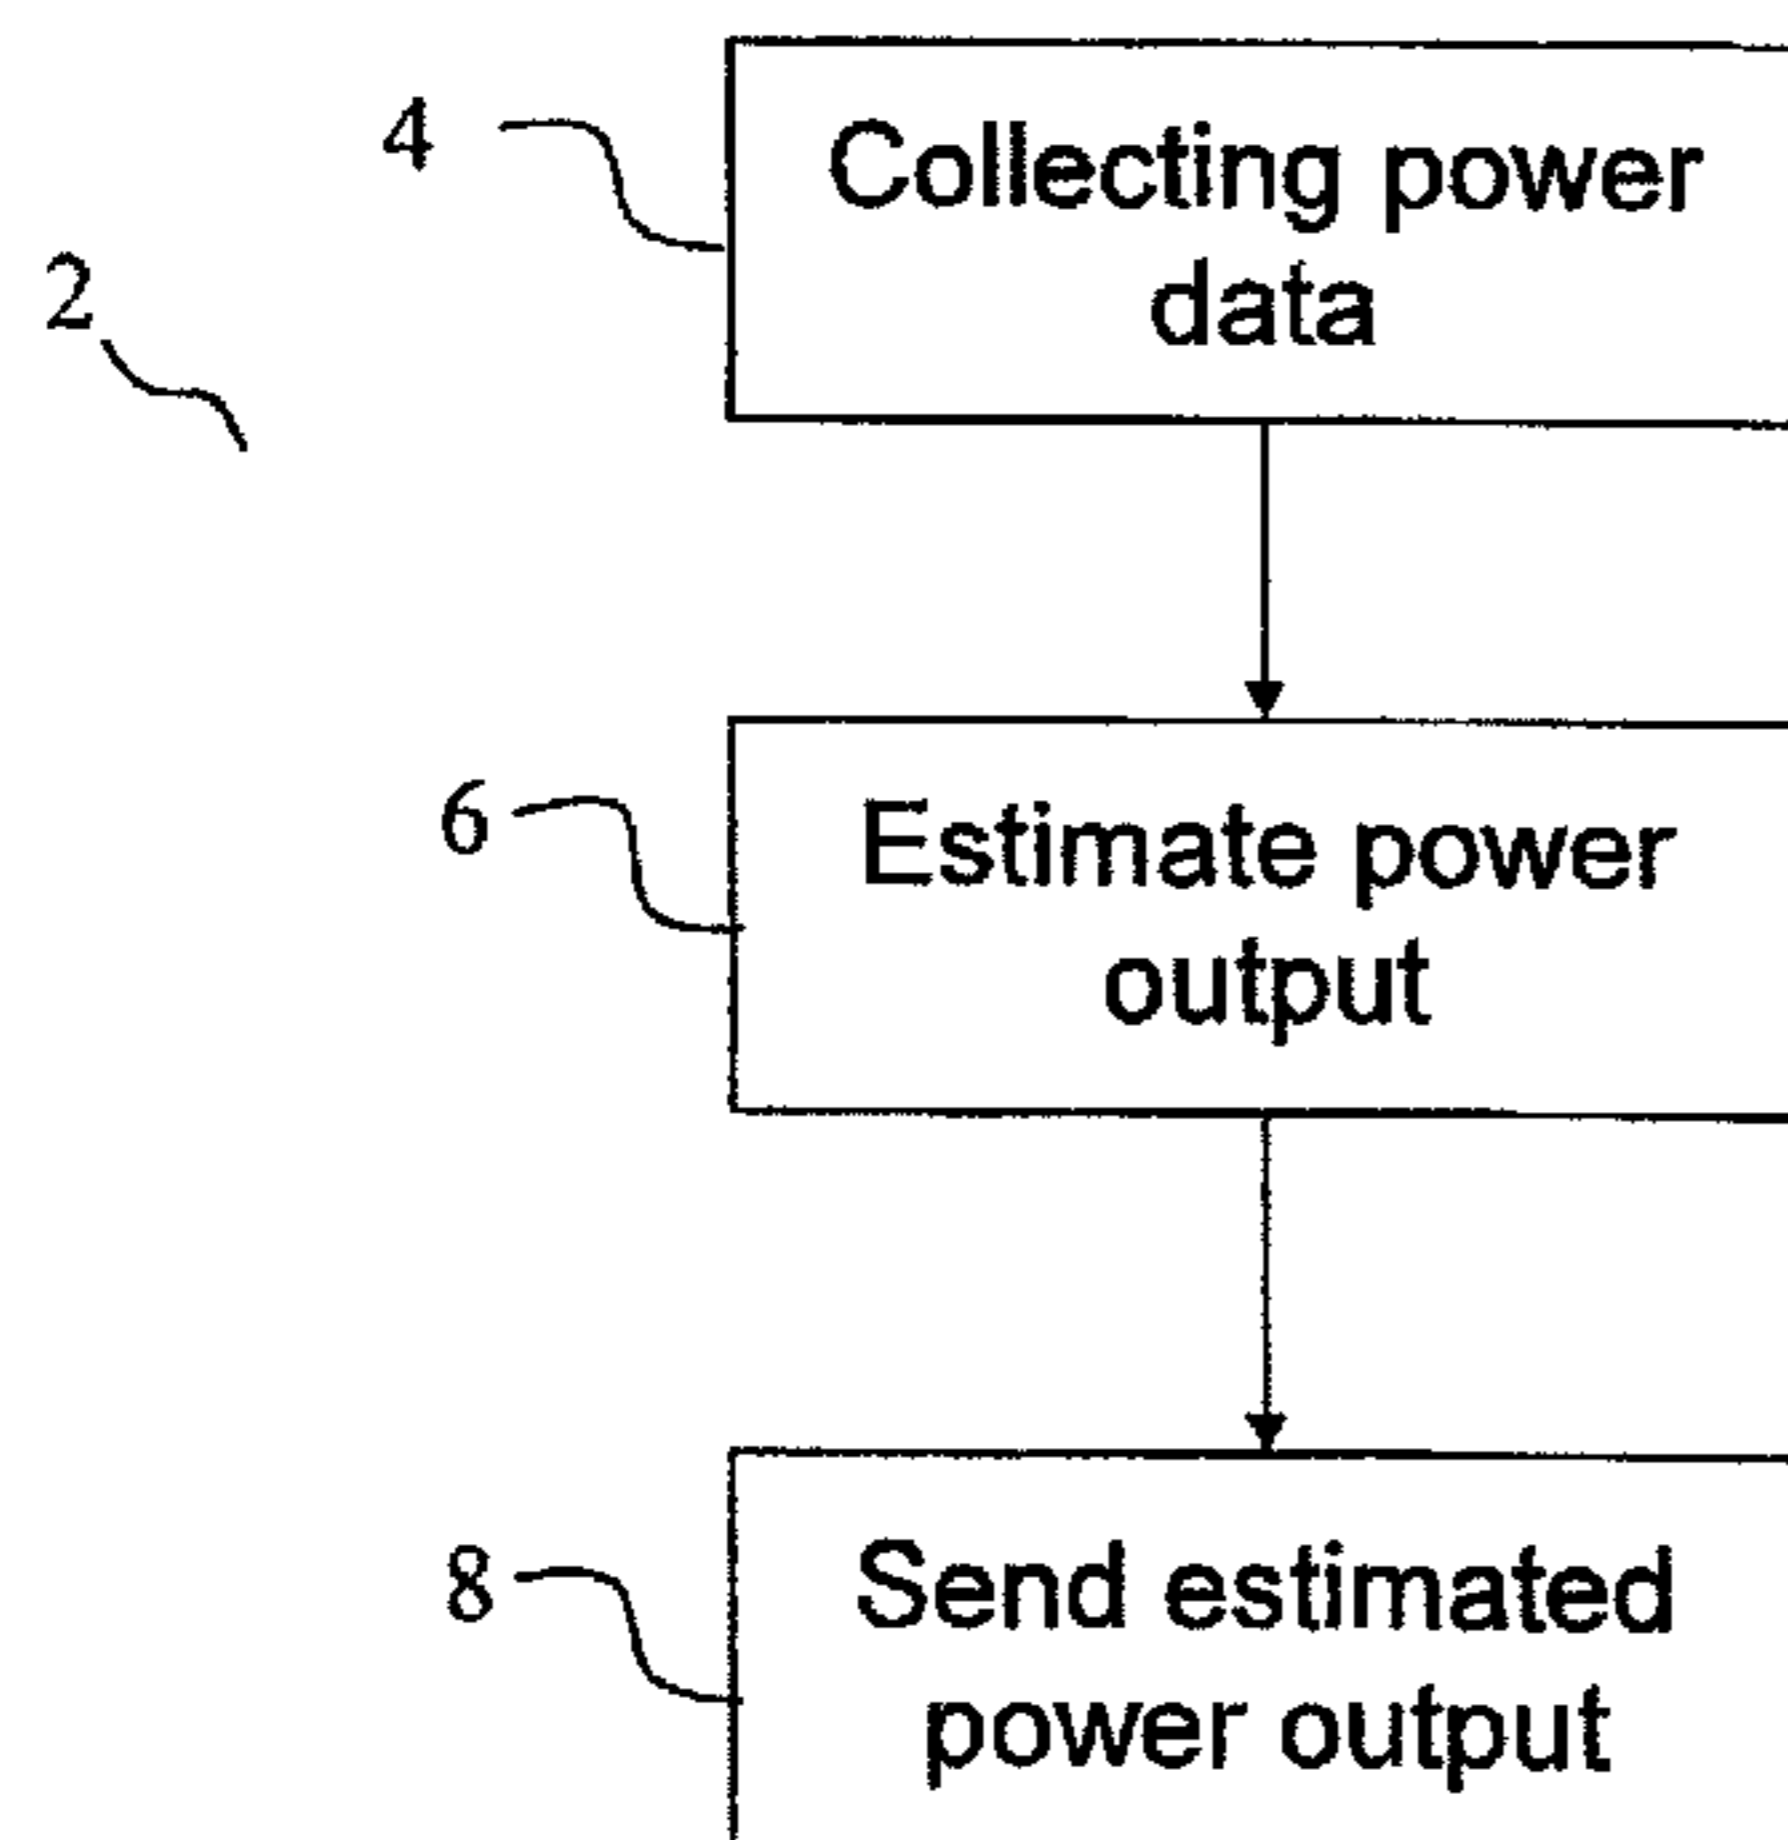 4
Collecting power
data
2
6
Estimate power
output
8
Send estimated
power output